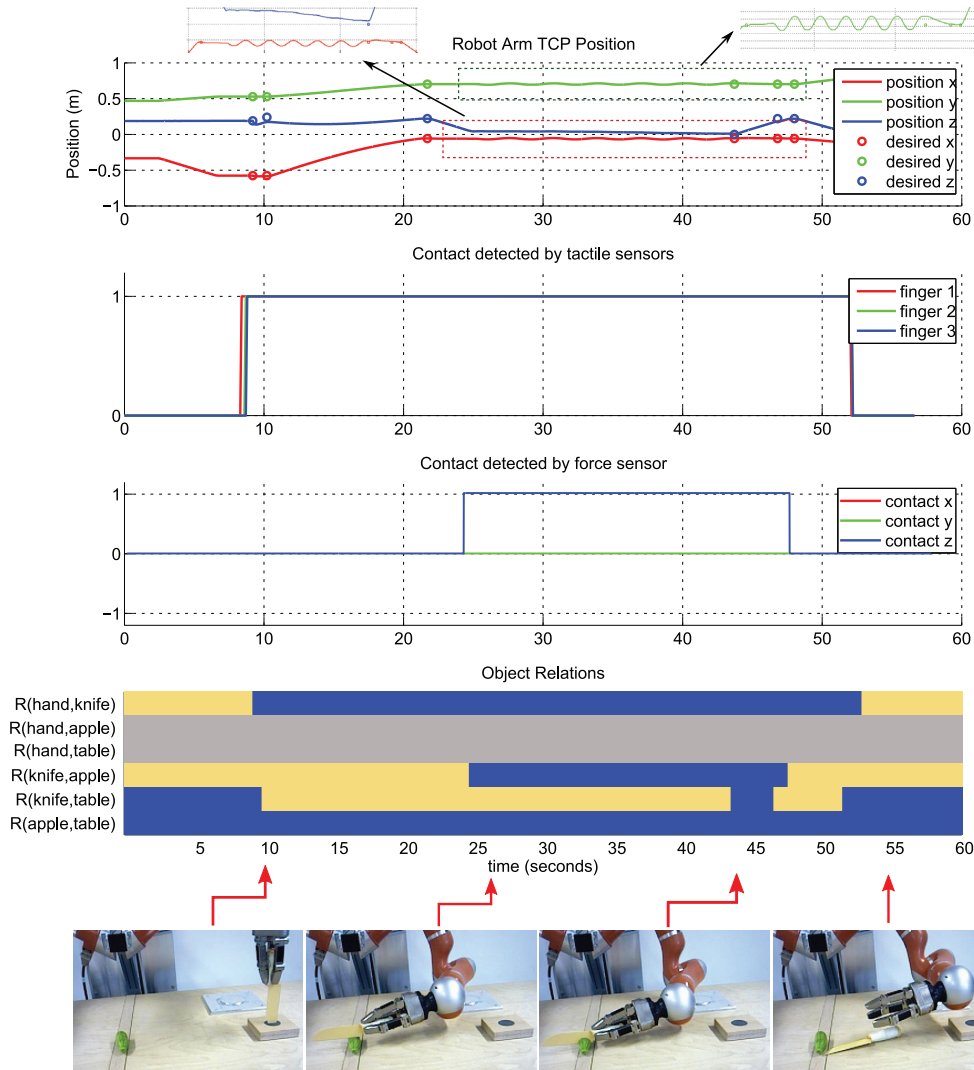 Robot Arm TCP Position
1
0.5
0
−0.5
−1
Position (m)
0 10 20 30 40 50 60
position x
position y
position z
desired x
desired y
desired z
Contact detected by tactile sensors
1
0
0 10 20 30 40 50 60
finger 1
finger 2
finger 3
Contact detected by force sensor
1
0
−1
0 10 20 30 40 50 60
contact x
contact y
contact z
Object Relations
R(hand,knife)
R(hand,apple)
R(hand,table)
R(knife,apple)
R(knife,table)
R(apple,table)
5 10 15 20 25 30 35 40 45 50 55 60
time (seconds)